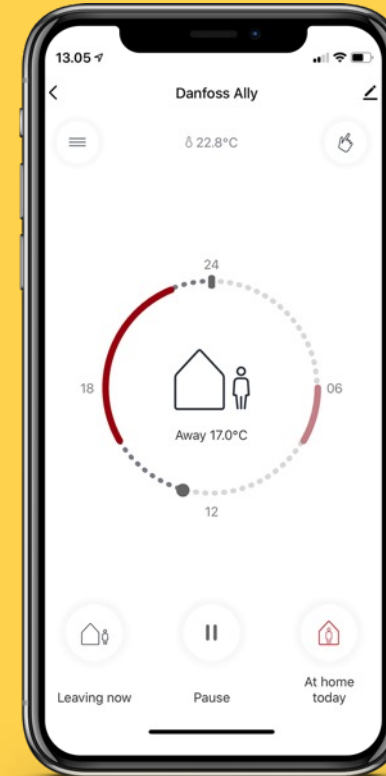 13.05
Danfoss Ally
22.8°C
24
18
06
Away 17.0°C
12
Leaving now
Pause
At home
today